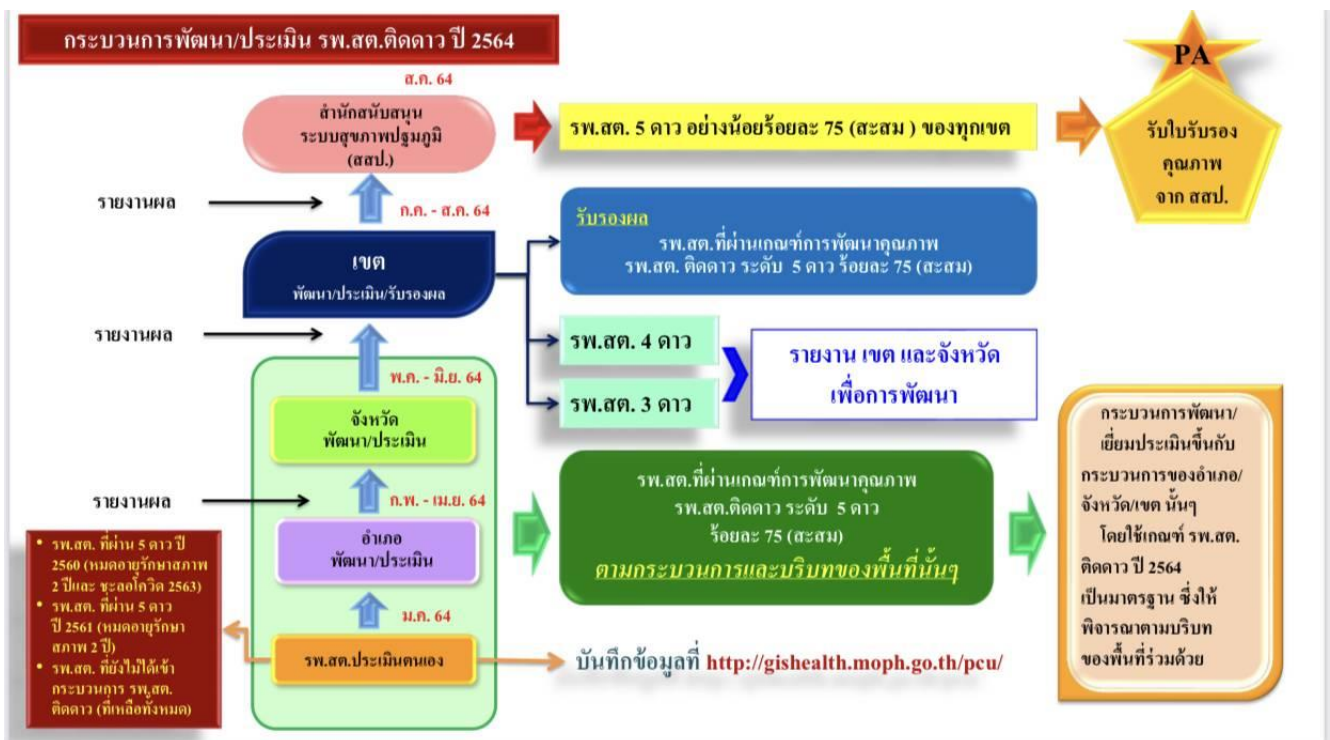 กระบวนการพัฒนา/ประเมิน รพ.สต.ติดดาว ปี 2564
ส.ค. 64
สำนักสนับสนุน
ระบบสุขภาพปฐมภูมิ
(สสป.)
รพ.สต. 5 ดาว อย่างน้อยร้อยละ 75 (สะสม ) ของทุกเขต
PA
รับใบรับรอง
คุณภาพ
จาก สสป.
รายงานผล
ก.ค. - ส.ค. 64
เขต
พัฒนา/ประเมิน/รับรองผล
รับรองผล
รพ.สต.ที่ผ่านเกณฑ์การพัฒนาคุณภาพ
รพ.สต. ติดดาว ระดับ 5 ดาว ร้อยละ 75 (สะสม)
รายงานผล
รพ.สต. 4 ดาว
รพ.สต. 3 ดาว
รายงาน เขต และจังหวัด
เพื่อการพัฒนา
พ.ค. - มิ.ย. 64
จังหวัด
พัฒนา/ประเมิน
รายงานผล
ก.พ. - เม.ย. 64
อำเภอ
พัฒนา/ประเมิน
ม.ค. 64
รพ.สต.ประเมินตนเอง
รพ.สต.ที่ผ่านเกณฑ์การพัฒนาคุณภาพ
รพ.สต.ติดดาว ระดับ 5 ดาว
ร้อยละ 75 (สะสม)
ตามกระบวนการและบริบทของพื้นที่นั้นๆ
กระบวนการพัฒนา/
เยี่ยมประเมินขึ้นกับ
กระบวนการของอำเภอ/
จังหวัด/เขต นั้นๆ
โดยใช้เกณฑ์ รพ.สต.
ติดดาว ปี 2564
เป็นมาตรฐาน ซึ่งให้
พิจารณาตามบริบท
ของพื้นที่ร่วมด้วย
• รพ.สต. ที่ผ่าน 5 ดาว ปี
2560 (หมดอายุรักษาสภาพ
2 ปีและ ชะลอโควิด 2563)
• รพ.สต. ที่ผ่าน 5 ดาว
ปี 2561 (หมดอายุรักษา
สภาพ 2 ปี)
• รพ.สต. ที่ยังไม่ได้เข้า
กระบวนการ รพ.สต.
ติดดาว (ที่เหลือทั้งหมด)
บันทึกข้อมูลที่ http://gishealth.moph.go.th/pcu/